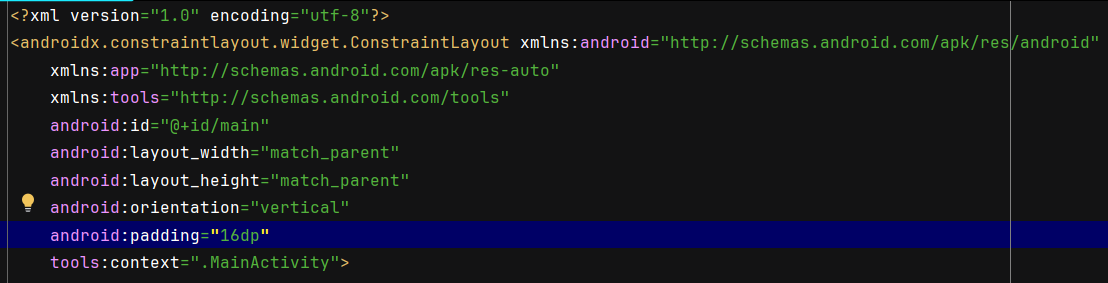 <?xml version="1.0" encoding="utf-8"?>
<androidx.constraintlayout.widget.ConstraintLayout xmlns:android="http://schemas.android.com/apk/res/android"
xmlns:app="http://schemas.android.com/apk/res-auto"
xmlns:tools="http://schemas.android.com/tools"
android:id="@+id/main"
android:layout_width="match_parent"
android:layout_height="match_parent"
android:orientation="vertical"
android:padding="16dp"
tools:context=".MainActivity">